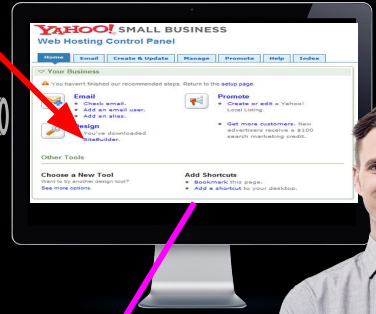 YAHOO! SMALL BUSINESS
Web Hosting Control Panel
Home Email Create & Update Manage Promote Help Index
Your Business
You haven't finished our recommended steps. Return to the setup page.
Email
Check email.
Add an email user.
Add an alias.
Design
You've downloaded
SiteBuilder.
Promote
Create or edit a Yahoo!
Local Listing.
Get more customers. New
advertisers receive a $100
search marketing credit.
Other Tools
Choose a New Tool
Want to try another design tool?
See more options.
Add Shortcuts
Bookmark this page.
Add a shortcut to your desktop.